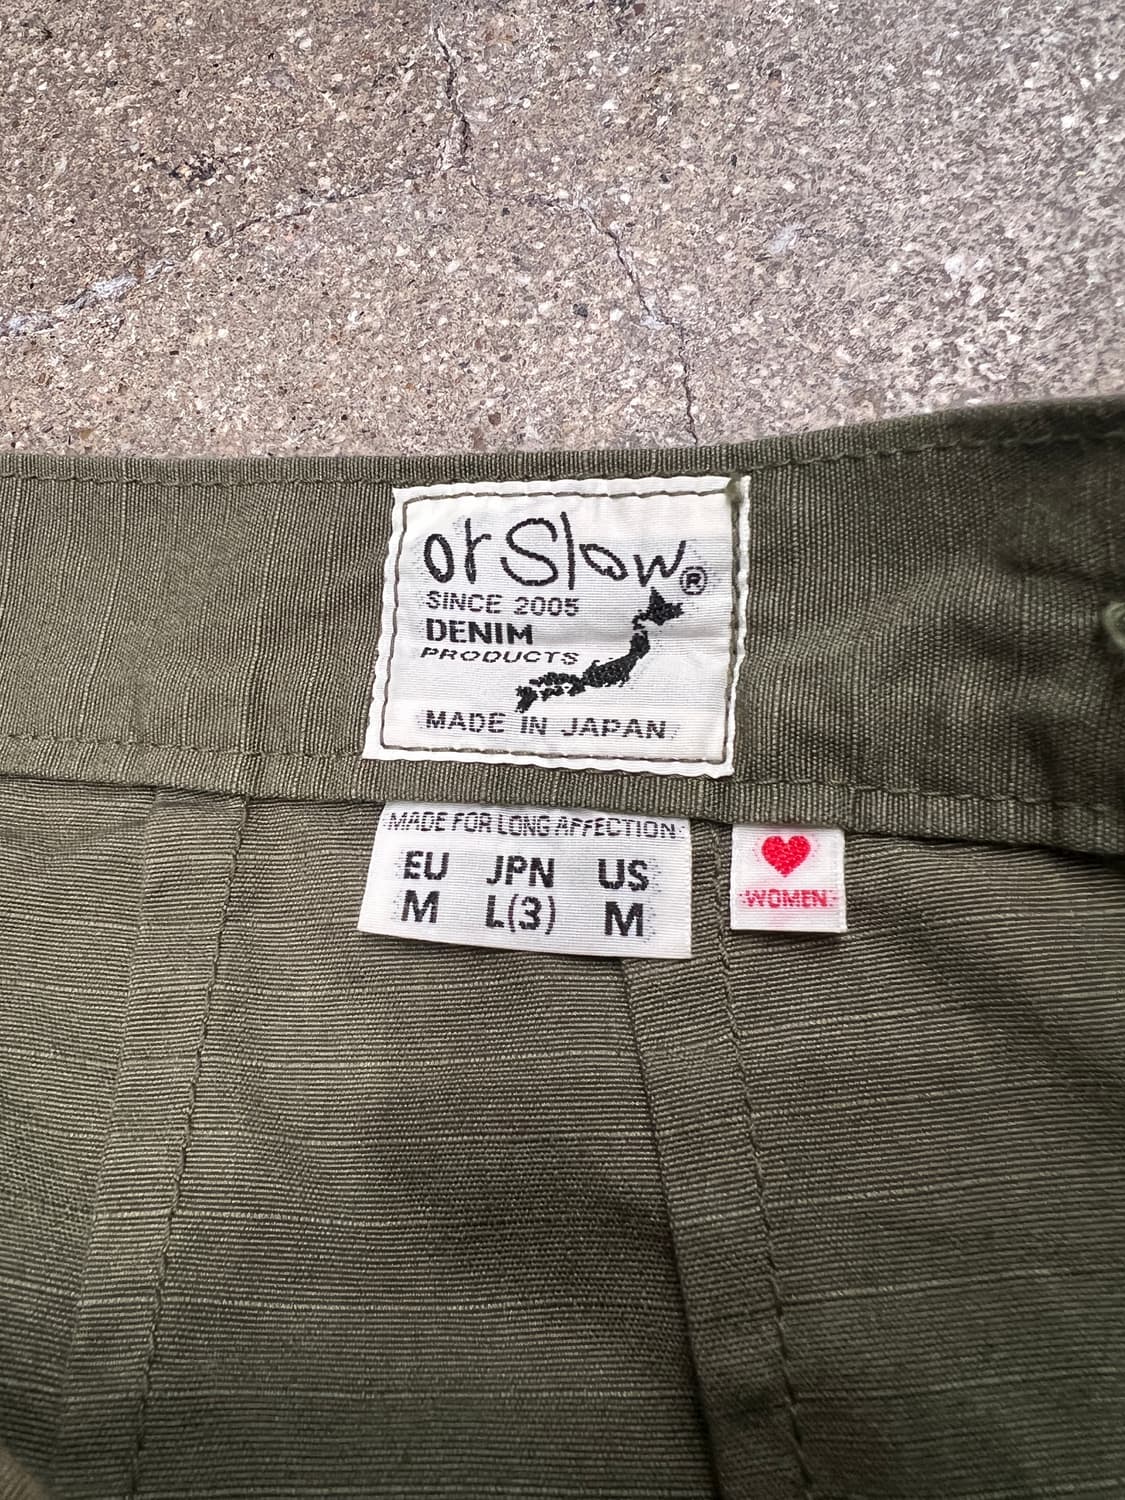 orSlow®
SINCE 2005
DENIM
PRODUCTS
MADE IN JAPAN
MADE FOR LONG AFFECTION
EU JPN US
M L(3) M
WOMEN